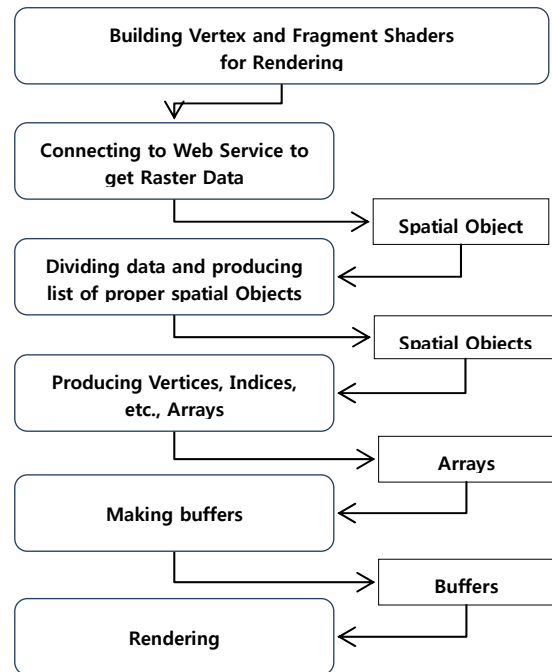 Building Vertex and Fragment Shaders
for Rendering
Connecting to Web Service to
get Raster Data
Spatial Object
Dividing data and producing
list of proper spatial Objects
Spatial Objects
Producing Vertices, Indices,
etc., Arrays
Arrays
Making buffers
Buffers
Rendering